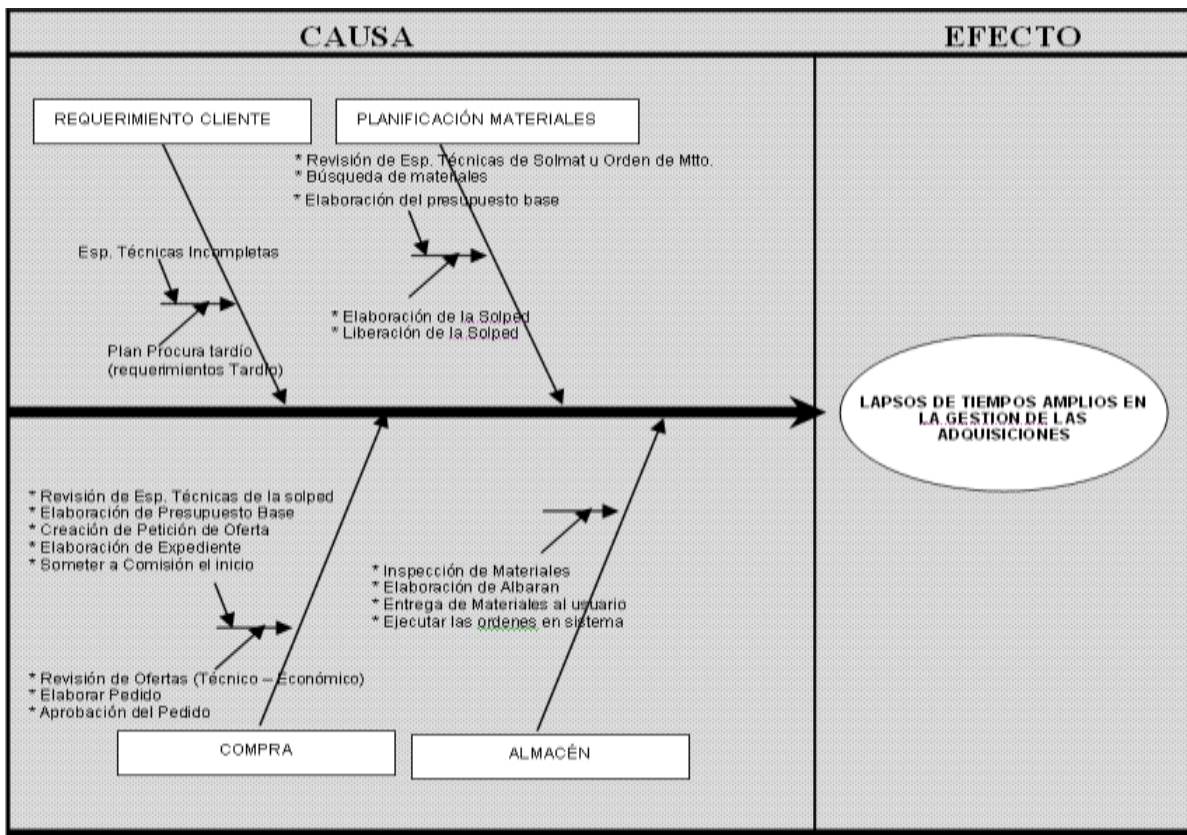 CAUSA
EFECTO
REQUERIMIENTO CLIENTE
PLANIFICACIÓN MATERIALES
* Revisión de Esp. Técnicas de Solmat u Orden de Mtto.
* Búsqueda de materiales
* Elaboración del presupuesto base
Esp. Técnicas Incompletas
* Elaboración de la Solped
* Liberación de la Solped
Plan Procura tardío
(requerimientos Tardio)
LAPSOS DE TIEMPOS AMPLIOS EN
LA GESTION DE LAS
ADQUISICIONES
* Revisión de Esp. Técnicas de la solped
* Elaboración de Presupuesto Base
* Creación de Petición de Oferta
* Elaboración de Expediente
* Someter a Comisión el inicio
* Inspección de Materiales
* Elaboración de Albaran
* Entrega de Materiales al usuario
* Ejecutar las ordenes en sistema
* Revisión de Ofertas (Técnico – Económico)
* Elaborar Pedido
* Aprobación del Pedido
COMPRA
ALMACÉN